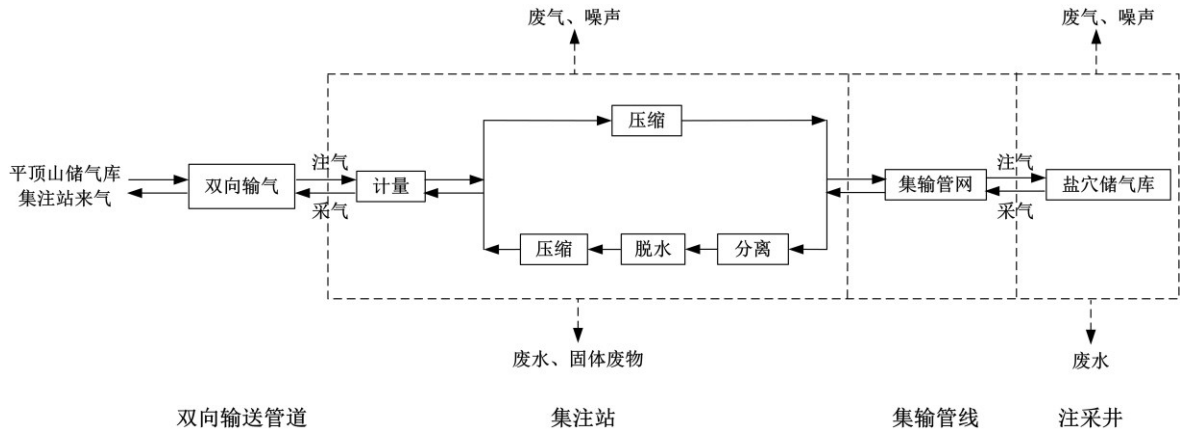 废气、噪声
废气、噪声
压缩
平顶山储气库
集注站来气
双向输气
注气
采气
计量
集输管网
注气
采气
盐穴储气库
压缩
脱水
分离
废水、固体废物
废水
双向输送管道
集注站
集输管线
注采井